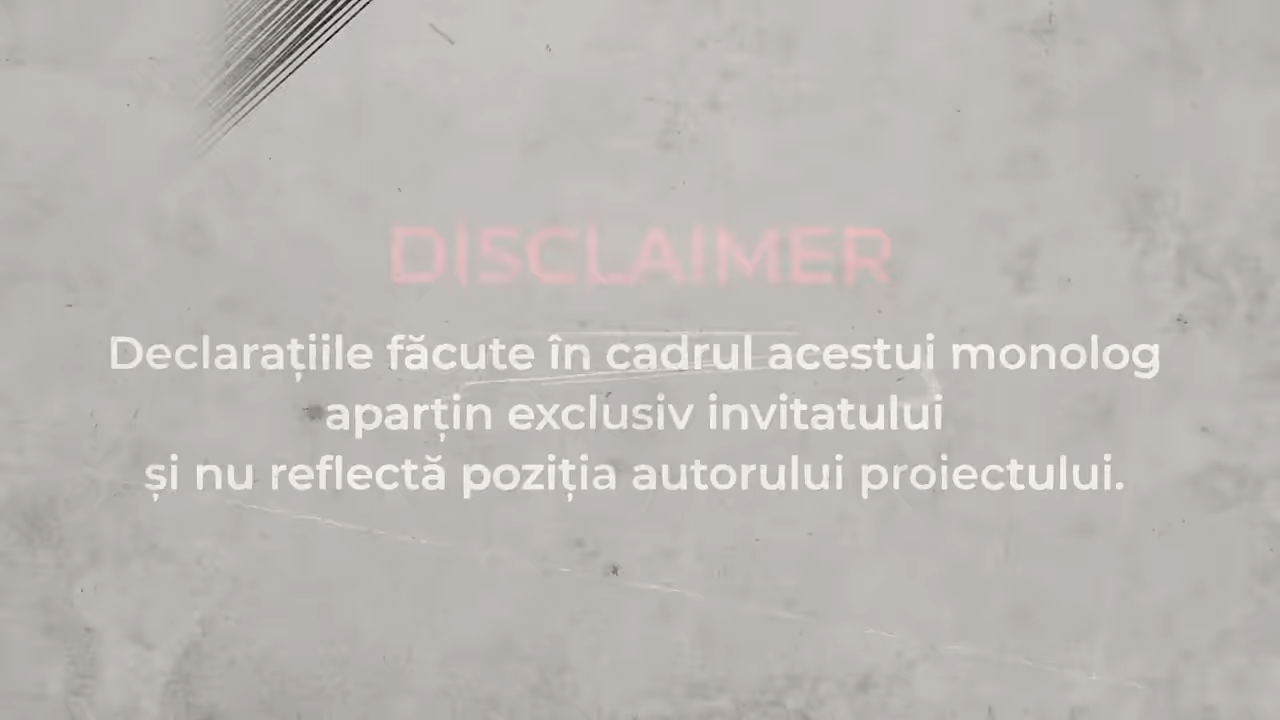 DISCLAIMER
Declarațiile făcute în cadrul acestui monolog
aparțin exclusiv invitatului
și nu reflectă poziția autorului proiectului.